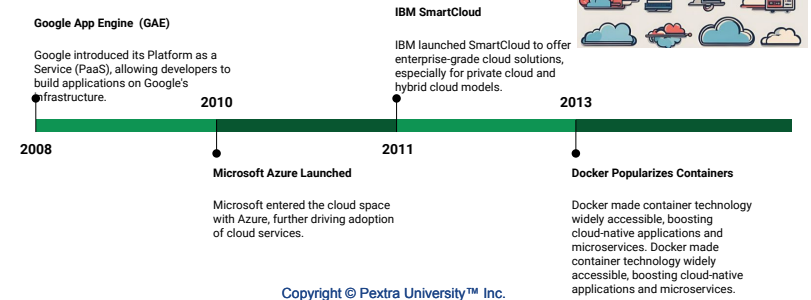 Google App Engine (GAE)
Google introduced its Platform as a
Service (PaaS), allowing developers to
build applications on Google's
infrastructure.
2008
2010
Microsoft Azure Launched
Microsoft entered the cloud space
with Azure, further driving adoption
of cloud services.
IBM SmartCloud
IBM launched SmartCloud to offer
enterprise-grade cloud solutions,
especially for private cloud and
hybrid cloud models.
2011
2013
Docker Popularizes Containers
Docker made container technology
widely accessible, boosting
cloud-native applications and
microservices. Docker made
container technology widely
accessible, boosting cloud-native
applications and microservices.
Copyright © Pextra University™ Inc.